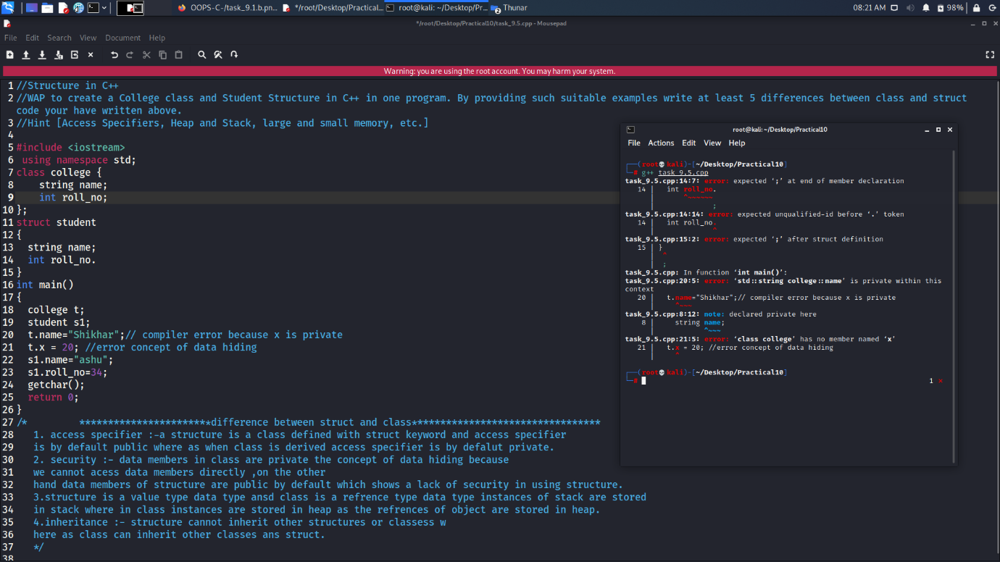 OOPS-C-/task_9.1.b.pn... */root/Desktop/Practical... root@kali: ~/Desktop/Pr... 2 Thunar 08:21 AM 98%
*/root/Desktop/Practical10/task_9.5.cpp - Mousepad
File Edit Search View Document Help
Warning: you are using the root account. You may harm your system.
1 //Structure in C++
2 //WAP to create a College class and Student Structure in C++ in one program. By providing such suitable examples write at least 5 differences between class and struct
code your have written above.
3 //Hint [Access Specifiers, Heap and Stack, large and small memory, etc.]
4
5 #include <iostream>
6 using namespace std;
7 class college {
8 string name;
9 int roll_no;
10 };
11 struct student
12 {
13 string name;
14 int roll_no.
15 }
16 int main()
17 {
18 college t;
19 student s1;
20 t.name="Shikhar";// compiler error because x is private
21 t.x = 20; //error concept of data hiding
22 s1.name="ashu";
23 s1.roll_no=34;
24 getchar();
25 return 0;
26 }
27 /* ***********************difference between struct and class*********************************
28 1. access specifier :-a structure is a class defined with struct keyword and access specifier
29 is by default public where as when class is derived access specifier is by defalut private.
30 2. security :- data members in class are private the concept of data hiding because
31 we cannot acess data members directly ,on the other
32 hand data members of structure are public by default which shows a lack of security in using structure.
33 3.structure is a value type data type ansd class is a refrence type data type instances of stack are stored
34 in stack where in class instances are stored in heap as the refrences of object are stored in heap.
35 4.inheritance :- structure cannot inherit other structures or classess w
36 here as class can inherit other classes ans struct.
37 */
38
root@kali: ~/Desktop/Practical10
File Actions Edit View Help
(root💀kali)-[~/Desktop/Practical10]
# g++ task_9.5.cpp
task_9.5.cpp:14:7: error: expected ‘;’ at end of member declaration
14 | int roll_no.
| ^~~~~~~
| ;
task_9.5.cpp:14:14: error: expected unqualified-id before ‘.’ token
14 | int roll_no.
| ^
task_9.5.cpp:15:2: error: expected ‘;’ after struct definition
15 | }
| ^
| ;
task_9.5.cpp: In function ‘int main()’:
task_9.5.cpp:20:5: error: ‘std::string college::name’ is private within this
context
20 | t.name="Shikhar";// compiler error because x is private
| ^~~~
task_9.5.cpp:8:12: note: declared private here
8 | string name;
| ^~~~
task_9.5.cpp:21:5: error: ‘class college’ has no member named ‘x’
21 | t.x = 20; //error concept of data hiding
| ^
(root💀kali)-[~/Desktop/Practical10]
# 1 ⨯